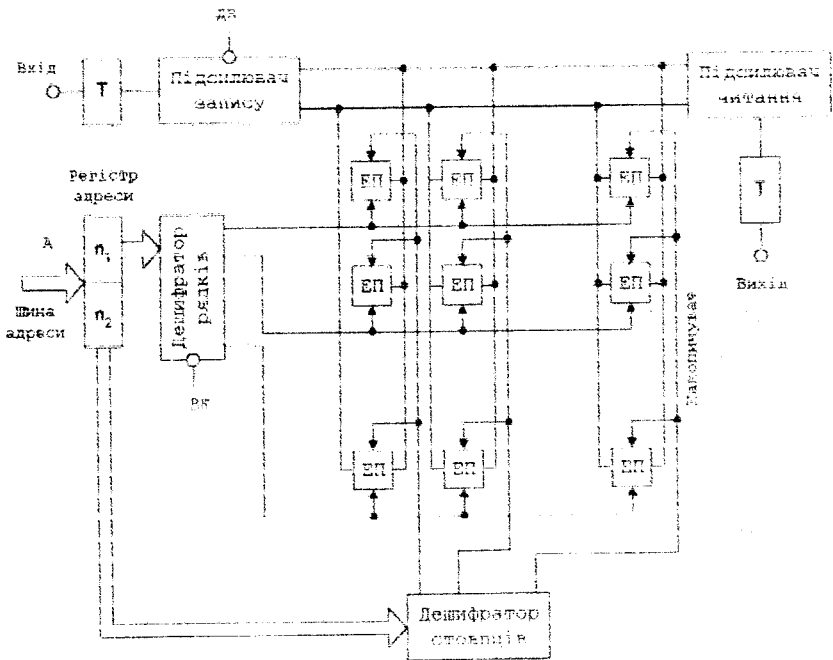 ДВ
Вхід
Т
Підсилювач
запису
Підсилювач
читання
ЕП
ЕП
ЕП
Т
Регістр
адреси
А
n₁
n₂
Дешифратор
рядків
ЕП
ЕП
ЕП
Вихід
Шина
адреси
ВК
Накопичувач
ЕП
ЕП
ЕП
Дешифратор
стовпців